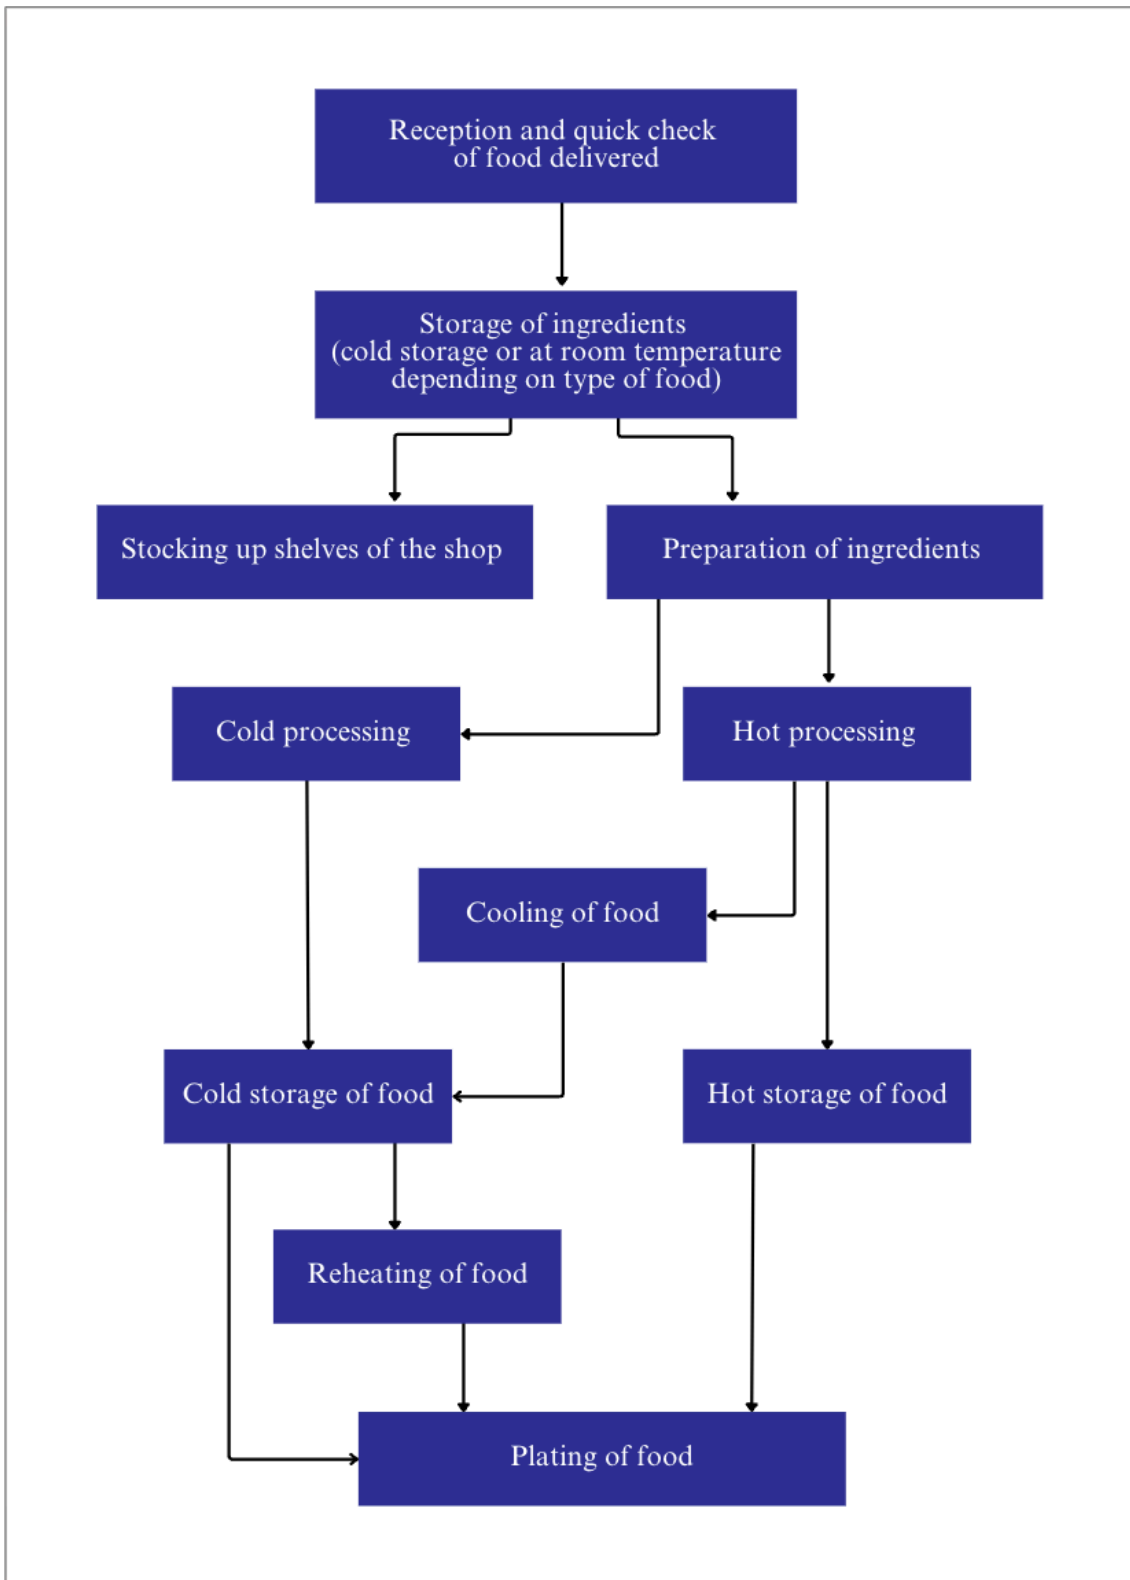 Reception and quick check
of food delivered
Storage of ingredients
(cold storage or at room temperature
depending on type of food)
Stocking up shelves of the shop
Preparation of ingredients
Cold processing
Hot processing
Cooling of food
Cold storage of food
Hot storage of food
Reheating of food
Plating of food